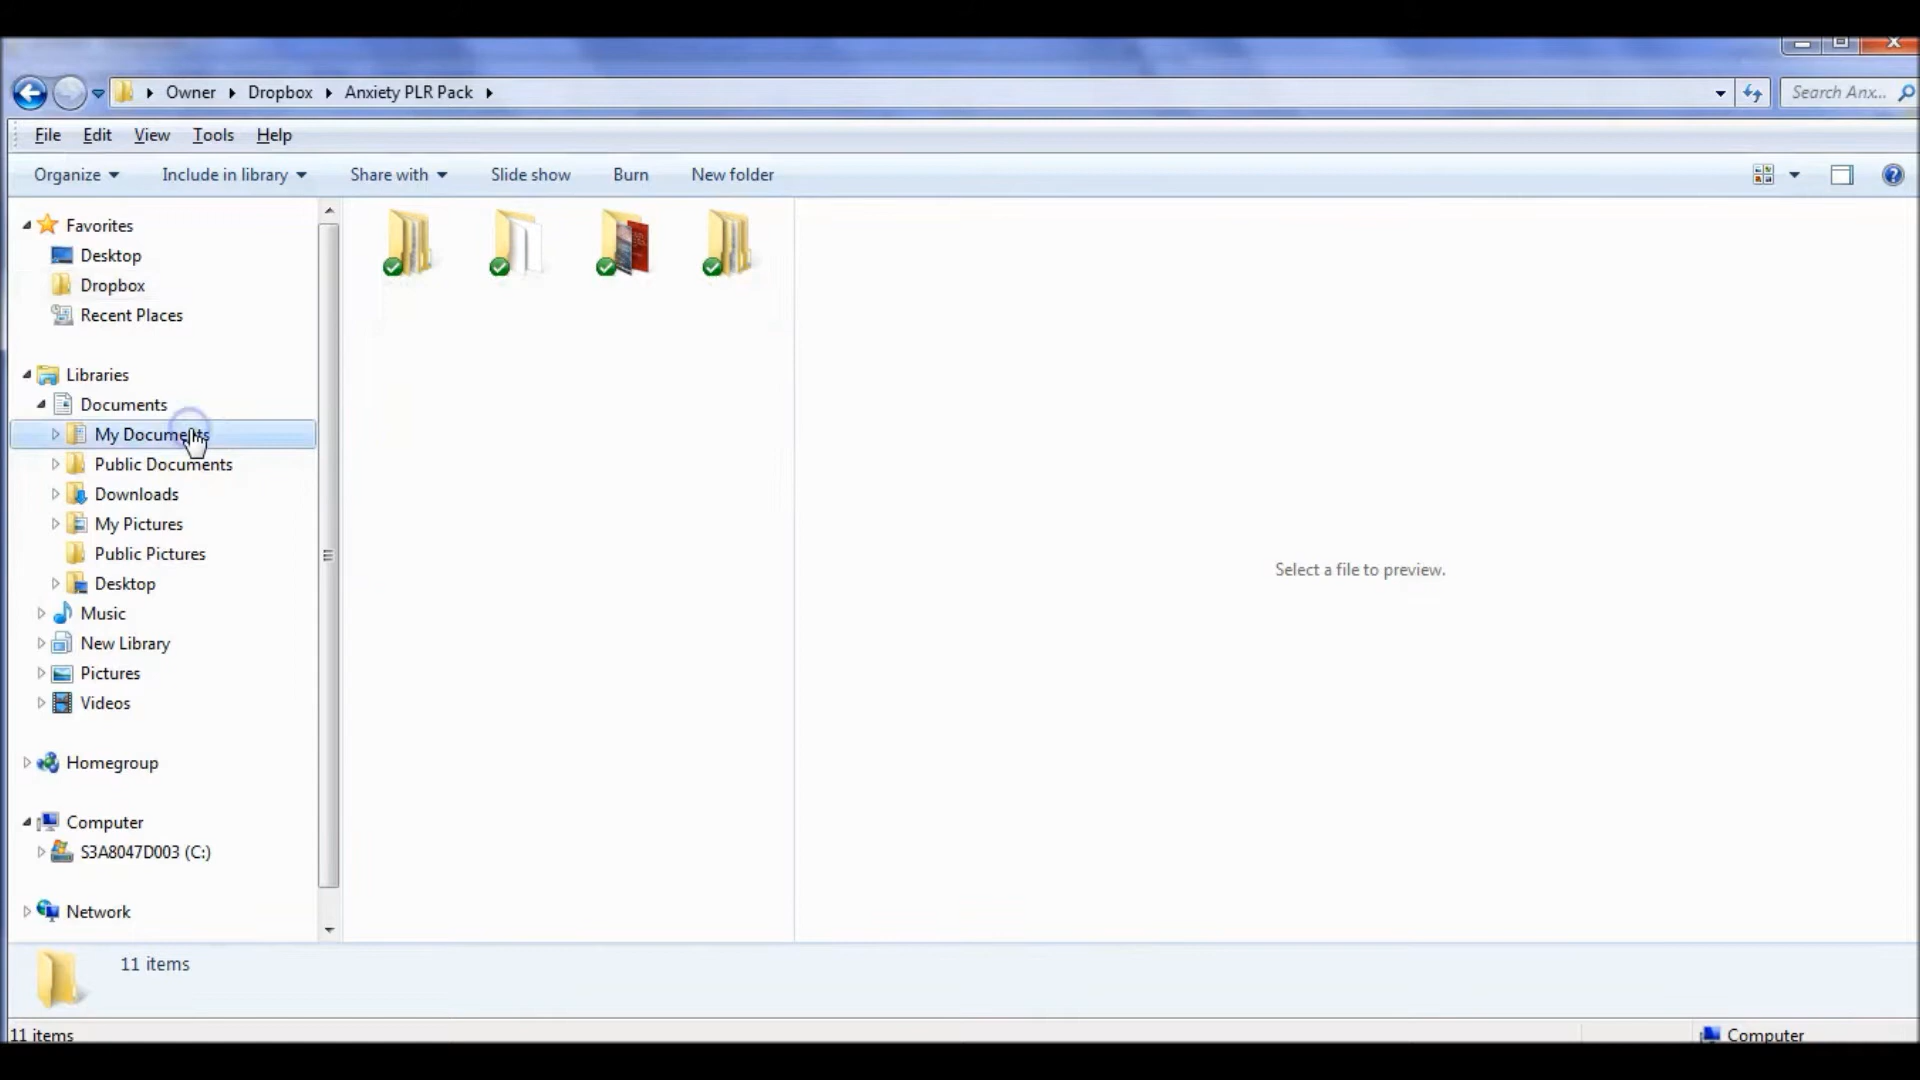 Owner Dropbox Anxiety PLR Pack Search Anx...
File Edit View Tools Help
Organize Include in library Share with Slide show Burn New folder
Favorites
Desktop
Dropbox
Recent Places
Libraries
Documents
My Documents
Public Documents
Downloads
My Pictures
Public Pictures
Desktop
Music
New Library
Pictures
Videos
Homegroup
Computer
S3A8047D003 (C:)
Network
Select a file to preview.
11 items
11 items Computer